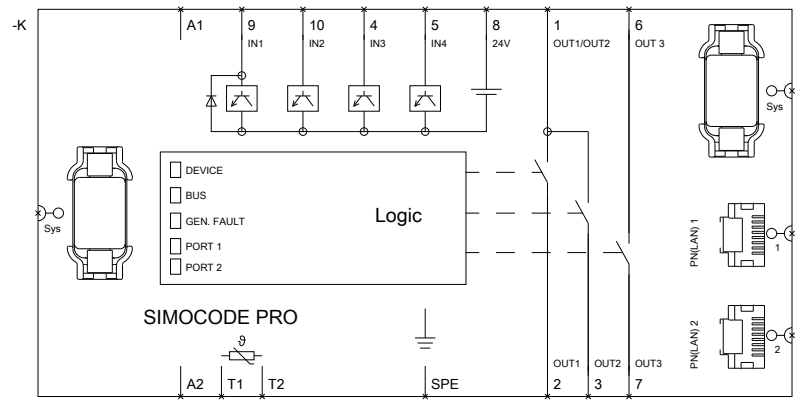 -K
A1 9 10 4 5 8 1 6
IN1 IN2 IN3 IN4 24V OUT1/OUT2 OUT 3
Sys
DEVICE
BUS
GEN. FAULT
PORT 1
PORT 2
Logic
Sys
PN(LAN) 1
1
SIMOCODE PRO
ϑ
PN(LAN) 2
2
OUT1 OUT2 OUT3
A2 T1 T2 SPE 2 3 7